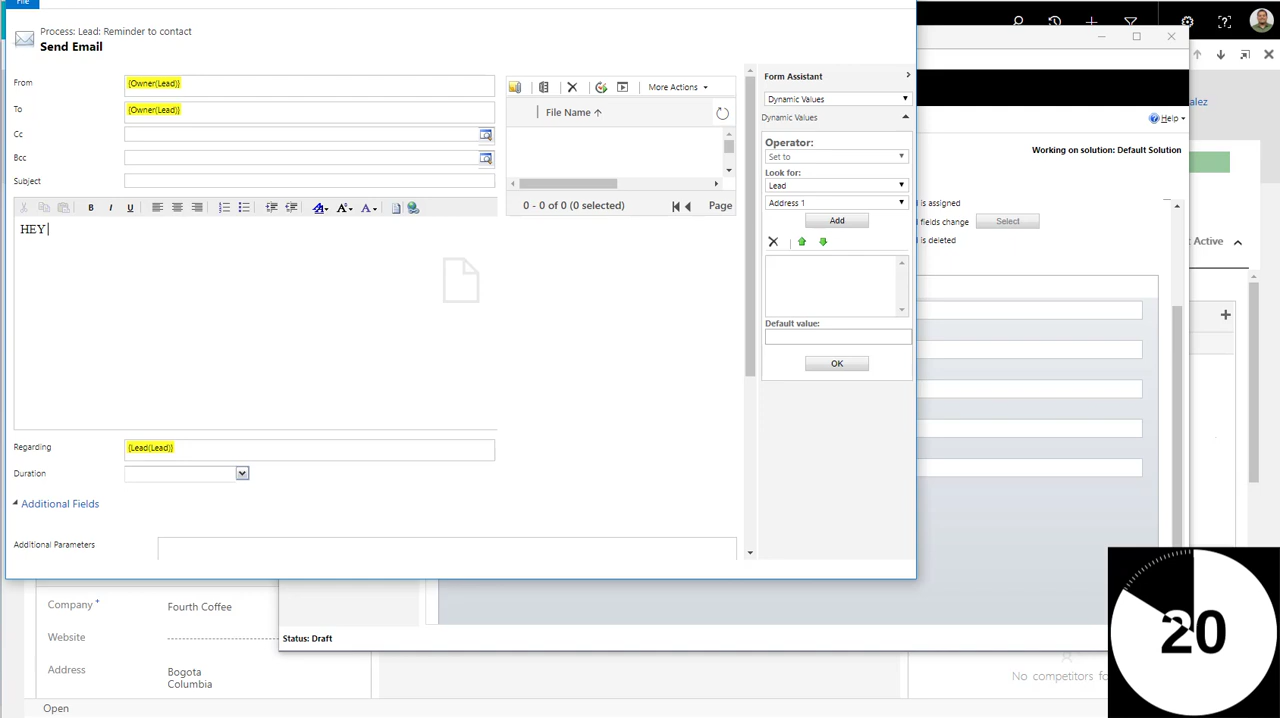 File
Process: Lead: Reminder to contact
Send Email
From
{Owner(Lead)}
To
{Owner(Lead)}
Cc
Bcc
Subject
More Actions
File Name
0 - 0 of 0 (0 selected)
Page
B I U
HEY
Regarding
{Lead(Lead)}
Duration
Additional Fields
Additional Parameters
Form Assistant
Dynamic Values
Dynamic Values
Operator:
Set to
Look for:
Lead
Address 1
Add
Default value:
OK
Help
Working on solution: Default Solution
d is assigned
d fields change
Select
d is deleted
alez
Active
Company *
Fourth Coffee
Website
Address
Bogota
Columbia
Open
Status: Draft
No competitors fo
20